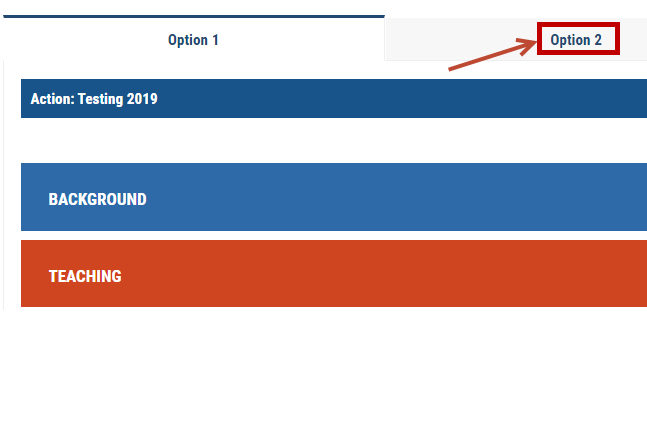 Option 1
Option 2
Action: Testing 2019
BACKGROUND
TEACHING